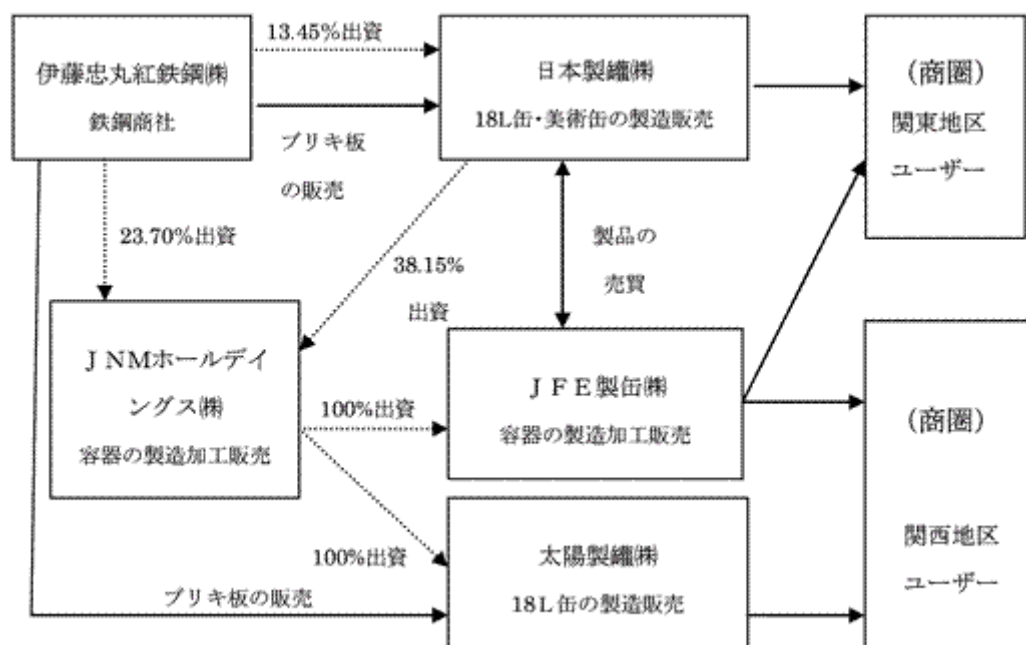 伊藤忠丸紅鉄鋼㈱
鉄鋼商社
13.45%出資
ブリキ板
の販売
日本製罐㈱
18L缶・美術缶の製造販売
（商圏）
関東地区
ユーザー
23.70%出資
38.15%
出資
製品の
売買
ＪNMホールデイ
ングス㈱
容器の製造加工販売
100%出資
ＪＦＥ製缶㈱
容器の製造加工販売
（商圏）
関西地区
ユーザー
100%出資
太陽製罐㈱
18Ｌ缶の製造販売
ブリキ板の販売